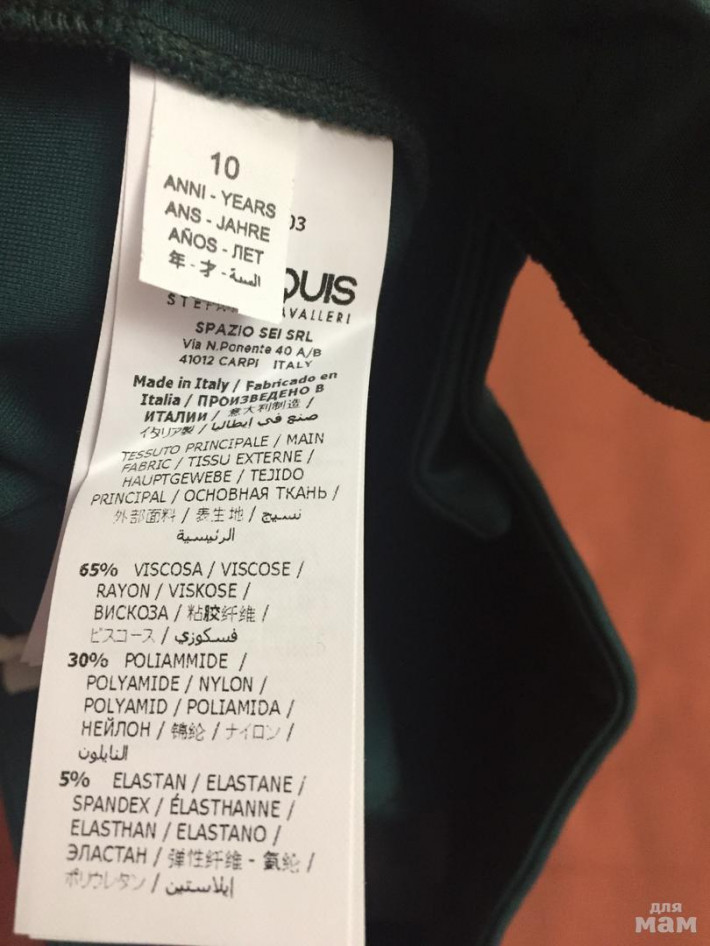 10
ANNI - YEARS
ANS - JAHRE
AÑOS - ЛЕТ
年 - 才 - السنة
03
QUIS
AVALLERI
SPAZIO SEI SRL
Via N.Ponente 40 A/B
41012 CARPI ITALY
Made in Italy / Fabricado en
Italia / ПРОИЗВЕДЕНО В
ИТАЛИИ / 意大利制造 /
イタリア製 / صنع في ايطاليا /
TESSUTO PRINCIPALE / MAIN
FABRIC / TISSU EXTERNE /
HAUPTGEWEBE / TEJIDO
PRINCIPAL / ОСНОВНАЯ ТКАНЬ /
外部面料 / 表生地 / نسيج
الرئيسية
65% VISCOSA / VISCOSE /
RAYON / VISKOSE /
ВИСКОЗА / 粘胶纤维 /
ビスコース / فسكوزي
30% POLIAMMIDE /
POLYAMIDE / NYLON /
POLYAMID / POLIAMIDA /
НЕЙЛОН / 锦纶 / ナイロン /
النايلون
5% ELASTAN / ELASTANE /
SPANDEX / ÉLASTHANNE /
ELASTHAN / ELASTANO /
ЭЛАСТАН / 弹性纤维 - 氨纶 /
ポリウレタン / إيلاستين
для
мам